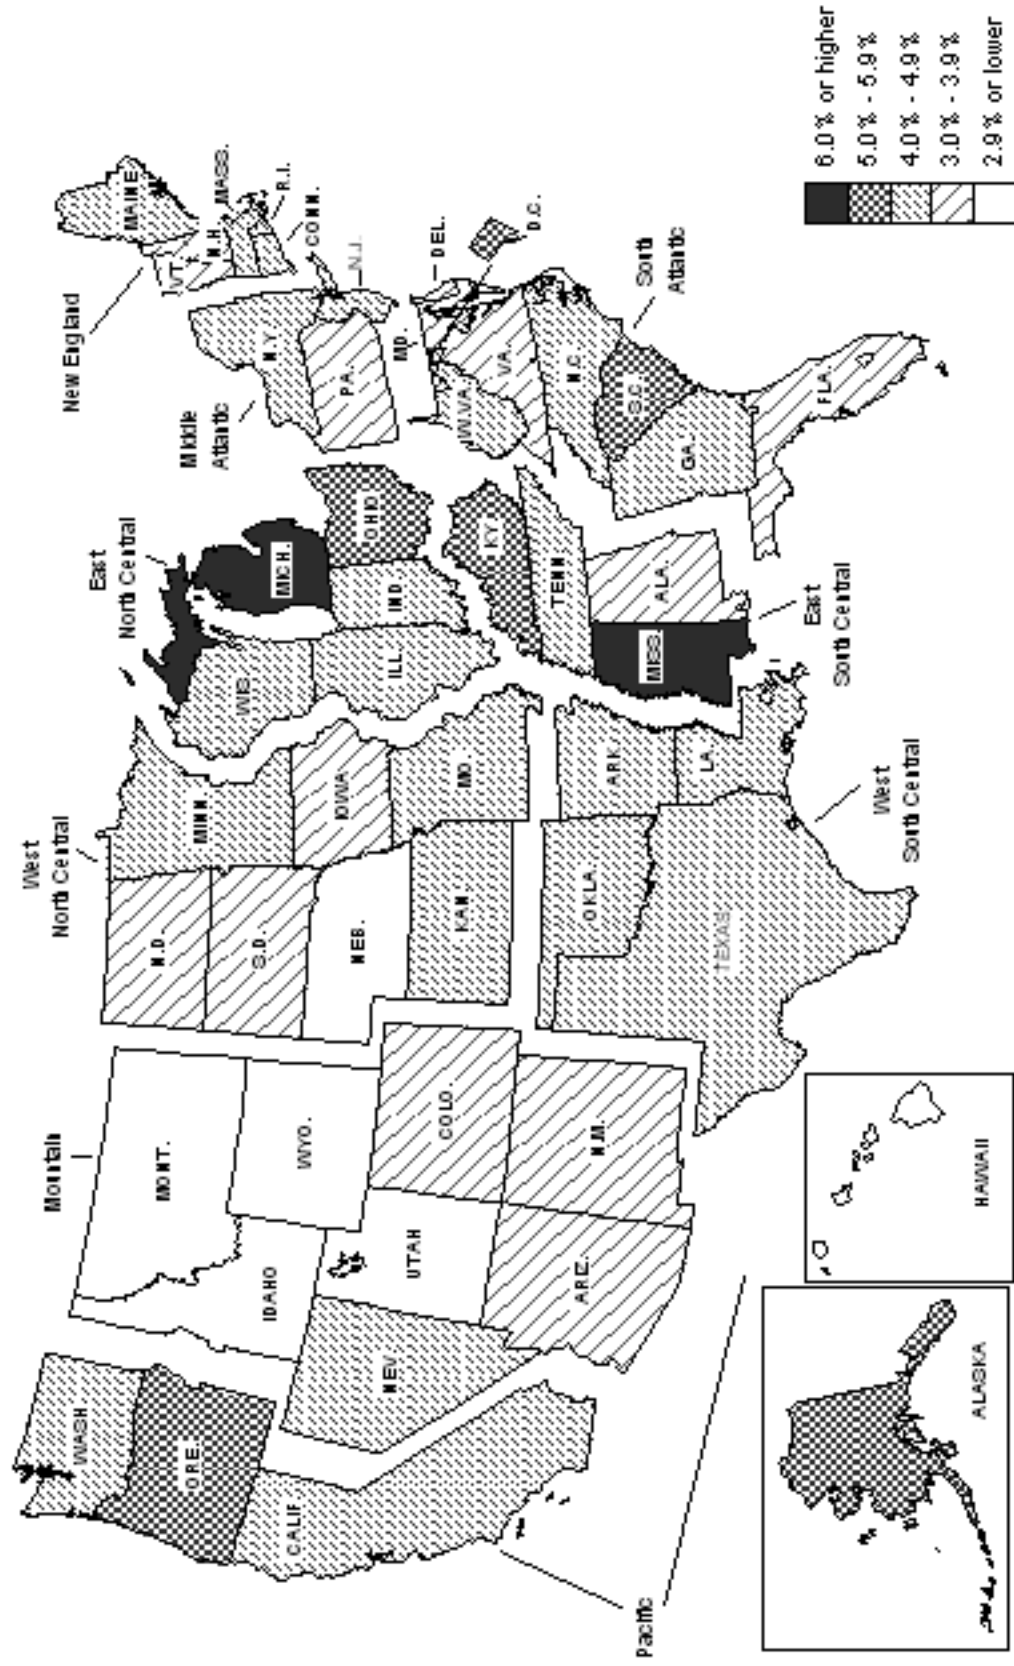 Mountain
West
North Central
East
North Central
Middle
Atlantic
New England
WASH
ORE.
CALIF
NEV
IDAHO
MONT.
WYO.
UTAH
COLO.
ARIZ.
N.M.
N.D.
S.D.
NEB.
KAN
MINN.
IOWA
MO
OKLA.
TEXAS
ARK
LA.
WIS.
ILL
IND
MICH.
OHIO
KY
TENN
MISS.
ALA.
N.Y.
PA.
N.J.
MAINE
VT.
N.H.
MASS.
R.I.
CONN.
DEL.
MD.
D.C.
W.VA.
VA.
N.C
S.C.
GA.
FLA.
Pacific
West
South Central
East
South Central
South
Atlantic
ALASKA
HAWAII
6.0% or higher
5.0% - 5.9%
4.0% - 4.9%
3.0% - 3.9%
2.9% or lower